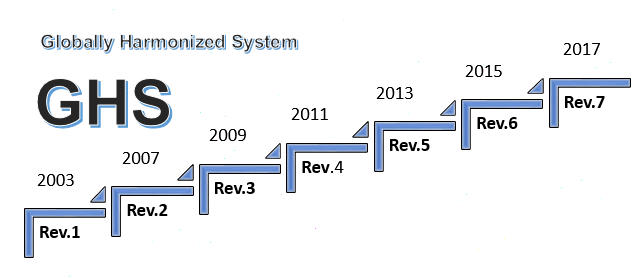 Globally Harmonized System
GHS
2003
Rev.1
2007
Rev.2
2009
Rev.3
2011
Rev.4
2013
Rev.5
2015
Rev.6
2017
Rev.7